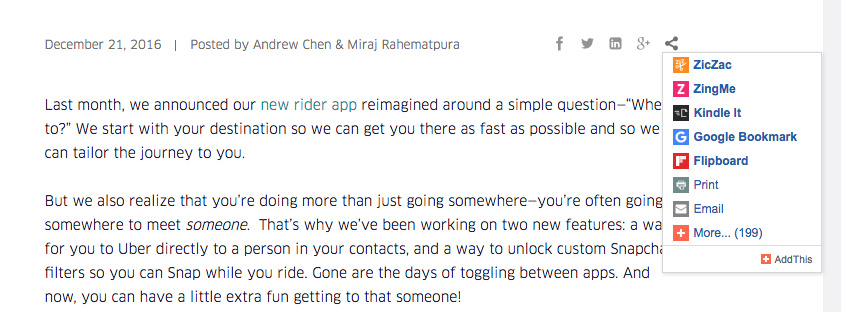 December 21, 2016 | Posted by Andrew Chen & Miraj Rahematpura
Last month, we announced our new rider app reimagined around a simple question—“Whe
to?” We start with your destination so we can get you there as fast as possible and so we
can tailor the journey to you.
But we also realize that you’re doing more than just going somewhere—you’re often going
somewhere to meet someone. That’s why we’ve been working on two new features: a wa
for you to Uber directly to a person in your contacts, and a way to unlock custom Snapcha
filters so you can Snap while you ride. Gone are the days of toggling between apps. And
now, you can have a little extra fun getting to that someone!
ZicZac
ZingMe
Kindle It
Google Bookmark
Flipboard
Print
Email
More... (199)
AddThis